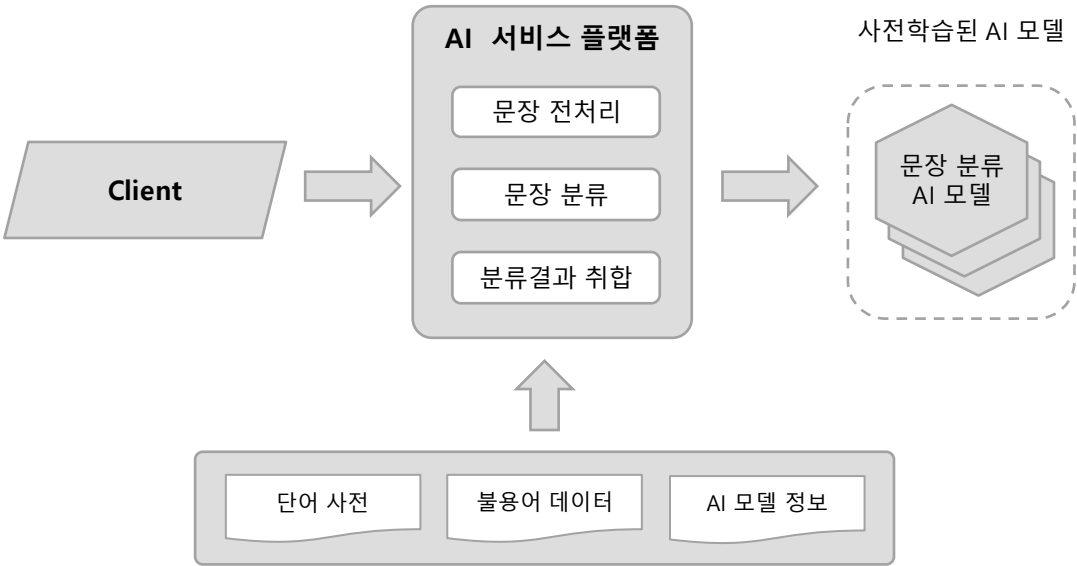 AI 서비스 플랫폼
사전학습된 AI 모델
문장 전처리
Client
문장 분류
분류결과 취합
문장 분류
AI 모델
단어 사전
불용어 데이터
AI 모델 정보